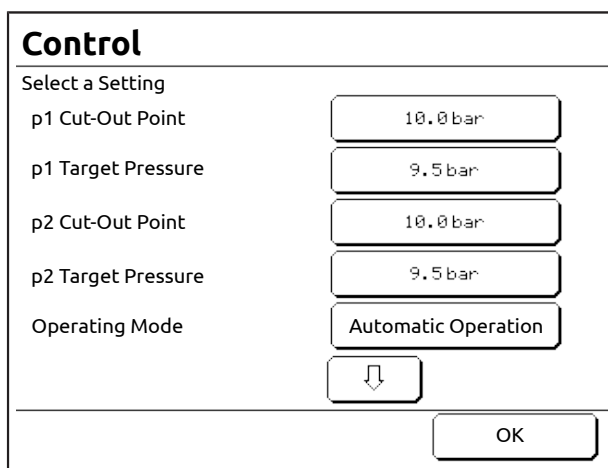 Control
Select a Setting
p1 Cut-Out Point 10.0 bar
p1 Target Pressure 9.5 bar
p2 Cut-Out Point 10.0 bar
p2 Target Pressure 9.5 bar
Operating Mode Automatic Operation
OK